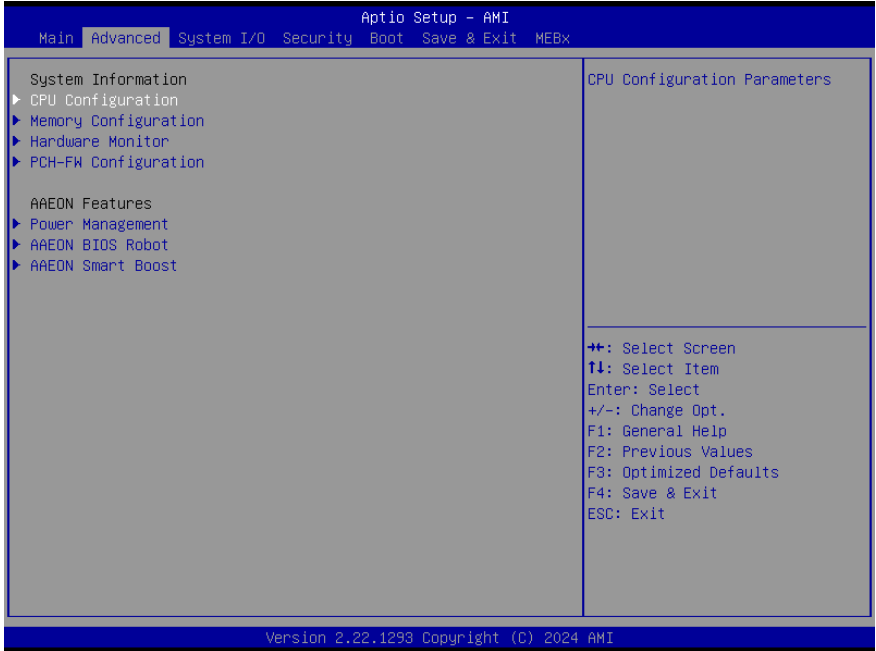 Aptio Setup – AMI
Main Advanced System I/O Security Boot Save & Exit MEBx
System Information
CPU Configuration
Memory Configuration
Hardware Monitor
PCH-FW Configuration
AAEON Features
Power Management
AAEON BIOS Robot
AAEON Smart Boost
CPU Configuration Parameters
→←: Select Screen
↑↓: Select Item
Enter: Select
+/-: Change Opt.
F1: General Help
F2: Previous Values
F3: Optimized Defaults
F4: Save & Exit
ESC: Exit
Version 2.22.1293 Copyright (C) 2024 AMI